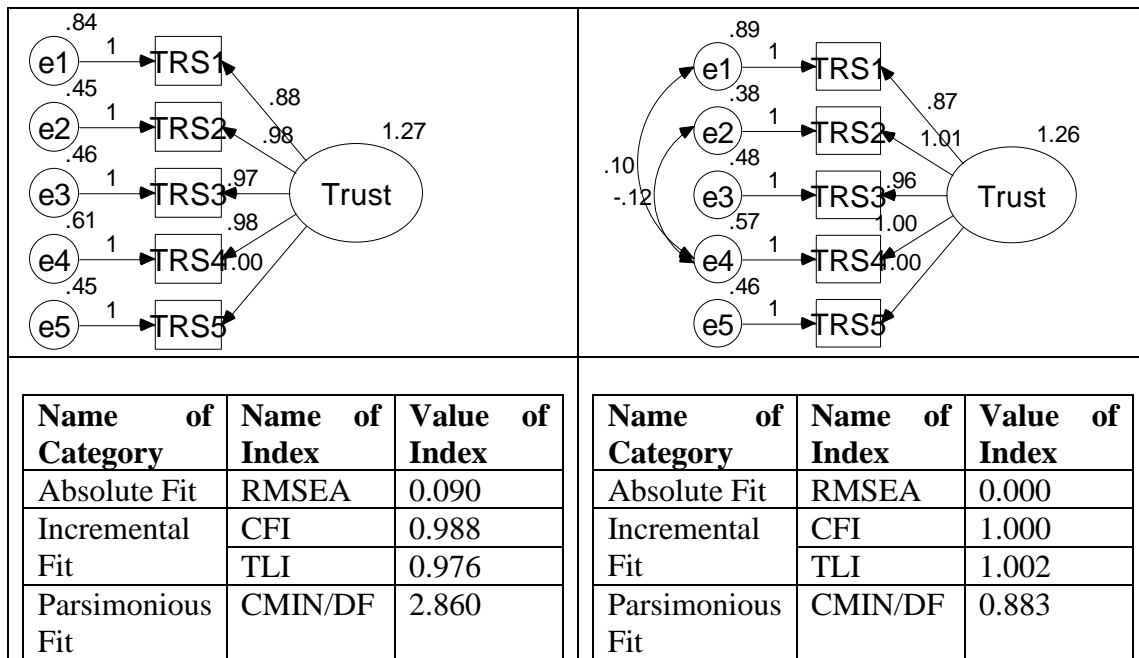 .84
e1 1 TRS1
.45
.88
e2 1 TRS2
.98
1.27
.46
e3 1 TRS3
.97
Trust
.61
.98
e4 1 TRS4
1.00
.45
e5 1 TRS5
.89
e1 1 TRS1
.38
.87
e2 1 TRS2
1.01
1.26
.10
.48
-.12
e3 1 TRS3
.96
Trust
.57
1.00
e4 1 TRS4
1.00
.46
e5 1 TRS5
Name of Category Name of Index Value of Index
Absolute Fit RMSEA 0.090
Incremental Fit CFI 0.988
TLI 0.976
Parsimonious Fit CMIN/DF 2.860
Name of Category Name of Index Value of Index
Absolute Fit RMSEA 0.000
Incremental Fit CFI 1.000
TLI 1.002
Parsimonious Fit CMIN/DF 0.883